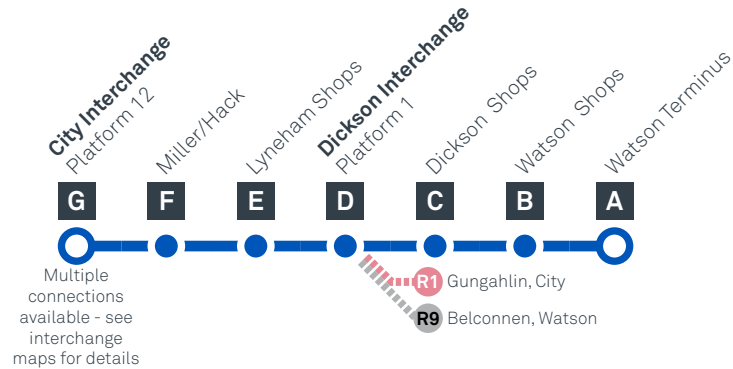 City Interchange
Platform 12
Miller/Hack
Lyneham Shops
Dickson Interchange
Platform 1
Dickson Shops
Watson Shops
Watson Terminus
G
F
E
D
C
B
A
Multiple
connections
available - see
interchange
maps for details
R1 Gungahlin, City
R9 Belconnen, Watson